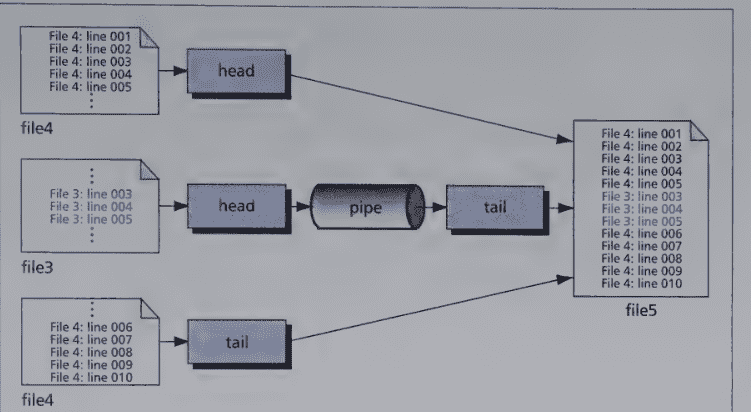 File 4: line 001
File 4: line 002
File 4: line 003
File 4: line 004
File 4: line 005
file4
head
File 3: line 003
File 3: line 004
File 3: line 005
file3
head
pipe
tail
File 4: line 006
File 4: line 007
File 4: line 008
File 4: line 009
File 4: line 010
file4
tail
File 4: line 001
File 4: line 002
File 4: line 003
File 4: line 004
File 4: line 005
File 3: line 003
File 3: line 004
File 3: line 005
File 4: line 006
File 4: line 007
File 4: line 008
File 4: line 009
File 4: line 010
file5